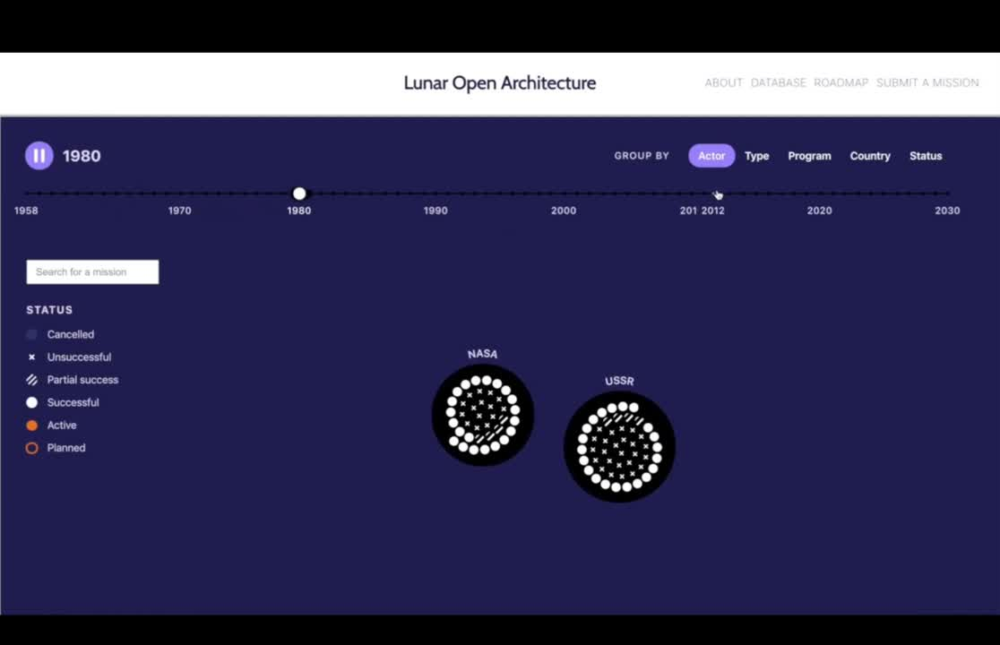 Lunar Open Architecture
ABOUT DATABASE ROADMAP SUBMIT A MISSION
1980
GROUP BY Actor Type Program Country Status
1958 1970 1980 1990 2000 201 2012 2020 2030
Search for a mission
STATUS
Cancelled
Unsuccessful
Partial success
Successful
Active
Planned
NASA
USSR